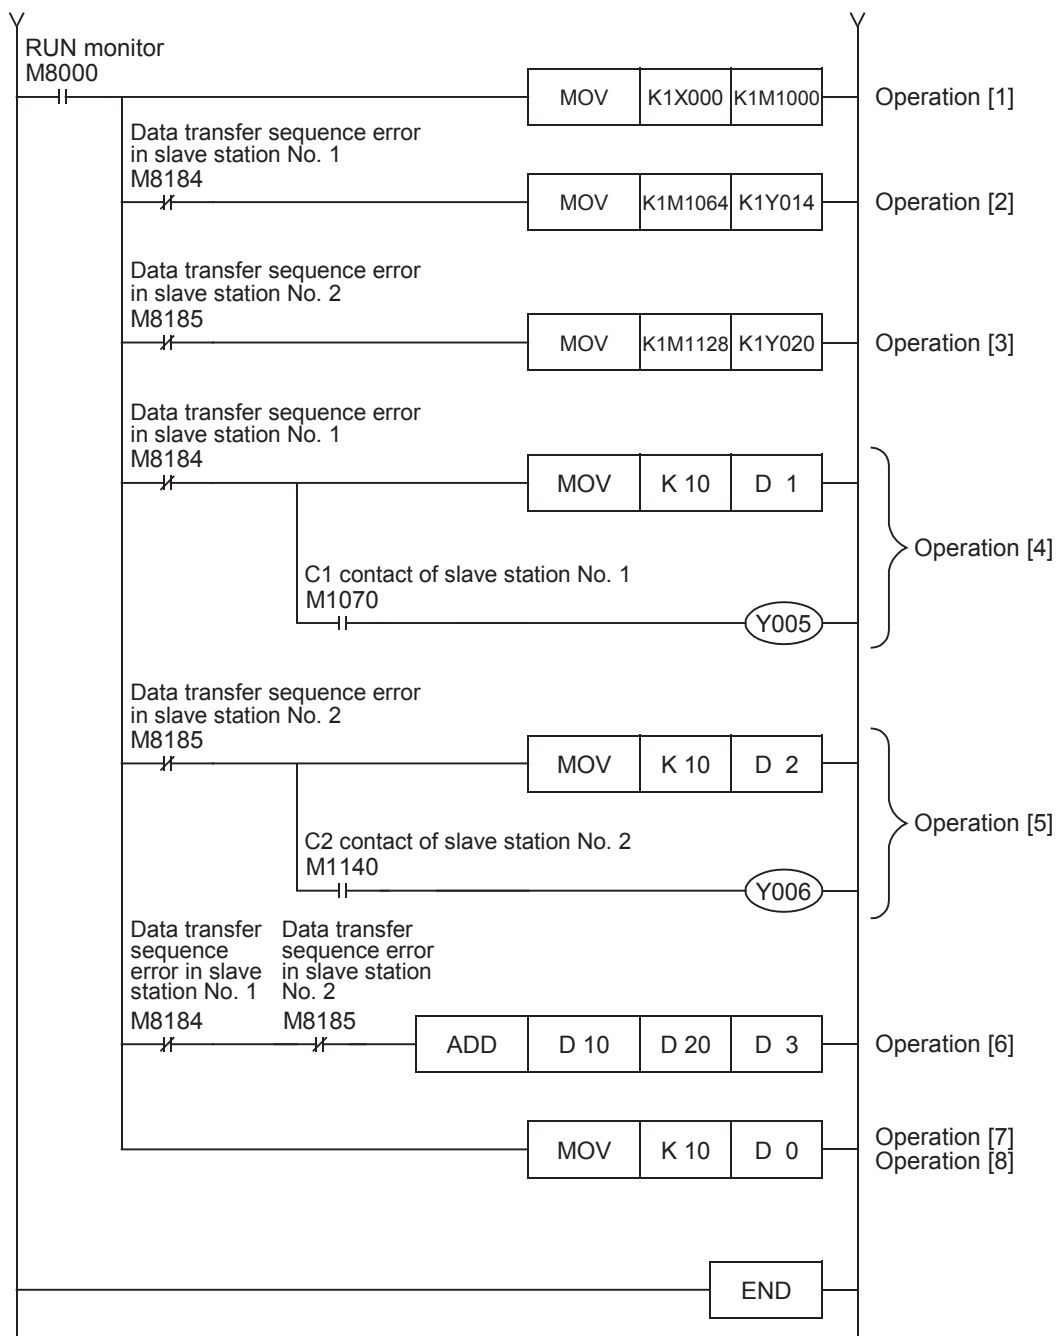 RUN monitor
M8000
MOV K1X000 K1M1000 Operation [1]
Data transfer sequence error
in slave station No. 1
M8184
MOV K1M1064 K1Y014 Operation [2]
Data transfer sequence error
in slave station No. 2
M8185
MOV K1M1128 K1Y020 Operation [3]
Data transfer sequence error
in slave station No. 1
M8184
MOV K 10 D 1
Operation [4]
C1 contact of slave station No. 1
M1070
Y005
Data transfer sequence error
in slave station No. 2
M8185
MOV K 10 D 2
Operation [5]
C2 contact of slave station No. 2
M1140
Y006
Data transfer
sequence
error in slave
station No. 1
M8184
Data transfer
sequence error
in slave station
No. 2
M8185
ADD D 10 D 20 D 3 Operation [6]
MOV K 10 D 0
Operation [7]
Operation [8]
END